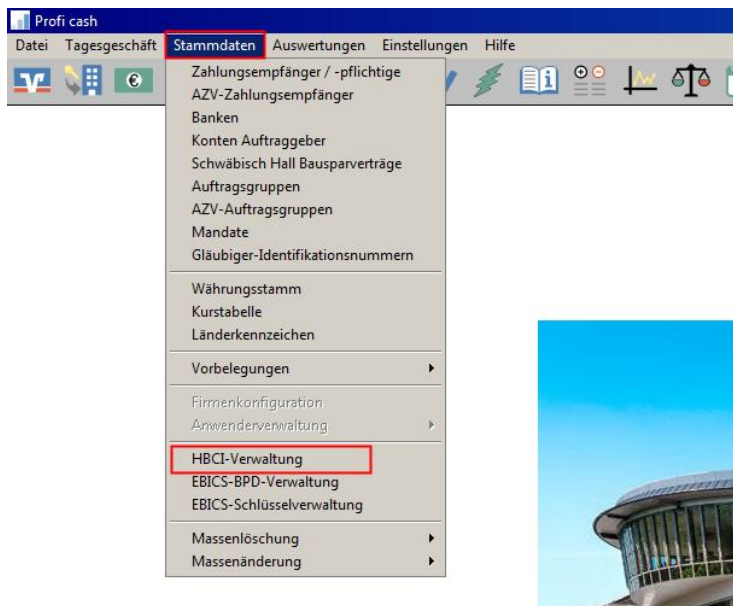 Profi cash
Datei Tagesgeschäft Stammdaten Auswertungen Einstellungen Hilfe
Zahlungsempfänger / -pflichtige
AZV-Zahlungsempfänger
Banken
Konten Auftraggeber
Schwäbisch Hall Bausparverträge
Auftragsgruppen
AZV-Auftragsgruppen
Mandate
Gläubiger-Identifikationsnummern
Währungsstamm
Kurstabelle
Länderkennzeichen
Vorbelegungen
Firmenkonfiguration
Anwenderverwaltung
HBCI-Verwaltung
EBICS-BPD-Verwaltung
EBICS-Schlüsselverwaltung
Massenlöschung
Massenänderung